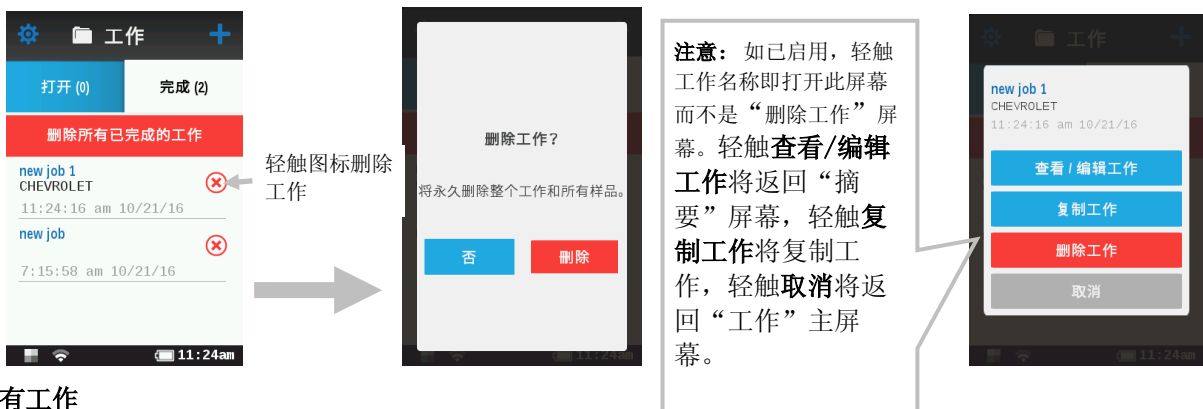 工作
打开 (0)
完成 (2)
删除所有已完成的工作
new job 1
CHEVROLET
11:24:16 am 10/21/16
new job
7:15:58 am 10/21/16
11:24am
轻触图标删除
工作
删除工作？
将永久删除整个工作和所有样品。
否
删除
11:24am
注意： 如已启用，轻触
工作名称即打开此屏幕
而不是“删除工作”屏
幕。轻触查看/编辑
工作将返回“摘
要”屏幕，轻触复
制工作将复制工
作，轻触取消将返
回“工作”主屏
幕。
工作
new job 1
CHEVROLET
11:24:16 am 10/21/16
查看 / 编辑工作
复制工作
删除工作
取消
11:24am
有工作